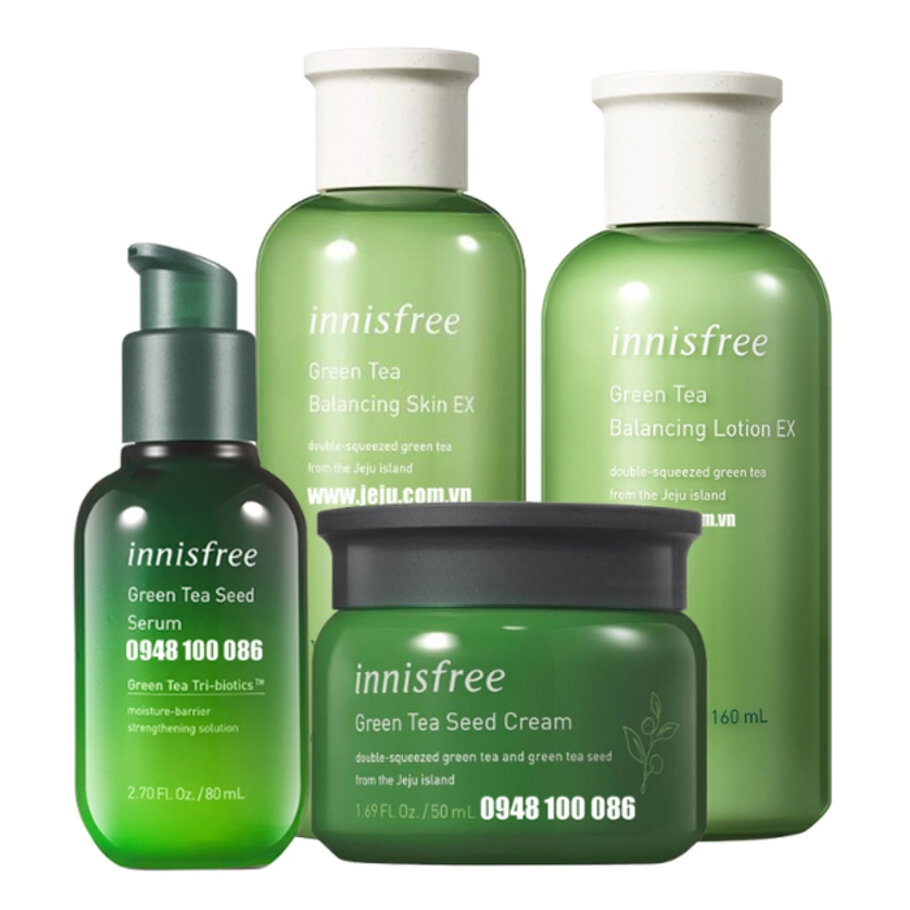 innisfree
Green Tea
Balancing Skin EX
double-squeezed green tea
from the Jeju island
www.jeju.com.vn
innisfree
Green Tea
Balancing Lotion EX
double-squeezed green tea
from the Jeju island
m.vn
160 mL
innisfree
Green Tea Seed
Serum
0948 100 086
Green Tea Tri-biotics™
moisture-barrier
strengthening solution
2.70 Fl. Oz. / 80 mL
innisfree
Green Tea Seed Cream
double-squeezed green tea and green tea seed
from the Jeju island
1.69 Fl. Oz. / 50 mL 0948 100 086